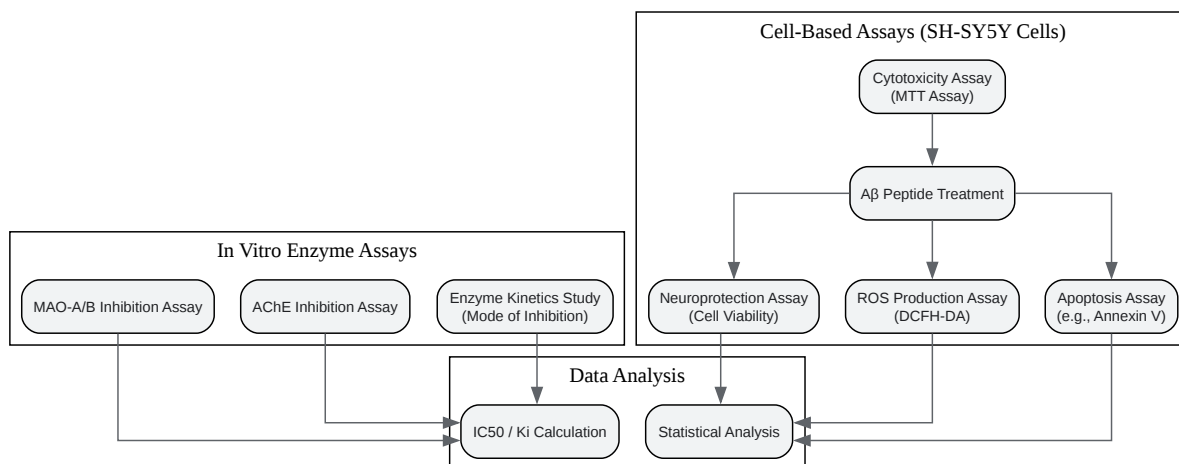 Cell-Based Assays (SH-SY5Y Cells)
Cytotoxicity Assay
(MTT Assay)
Aβ Peptide Treatment
In Vitro Enzyme Assays
MAO-A/B Inhibition Assay
AChE Inhibition Assay
Enzyme Kinetics Study
(Mode of Inhibition)
Neuroprotection Assay
(Cell Viability)
ROS Production Assay
(DCFH-DA)
Apoptosis Assay
(e.g., Annexin V)
Data Analysis
IC50 / Ki Calculation
Statistical Analysis